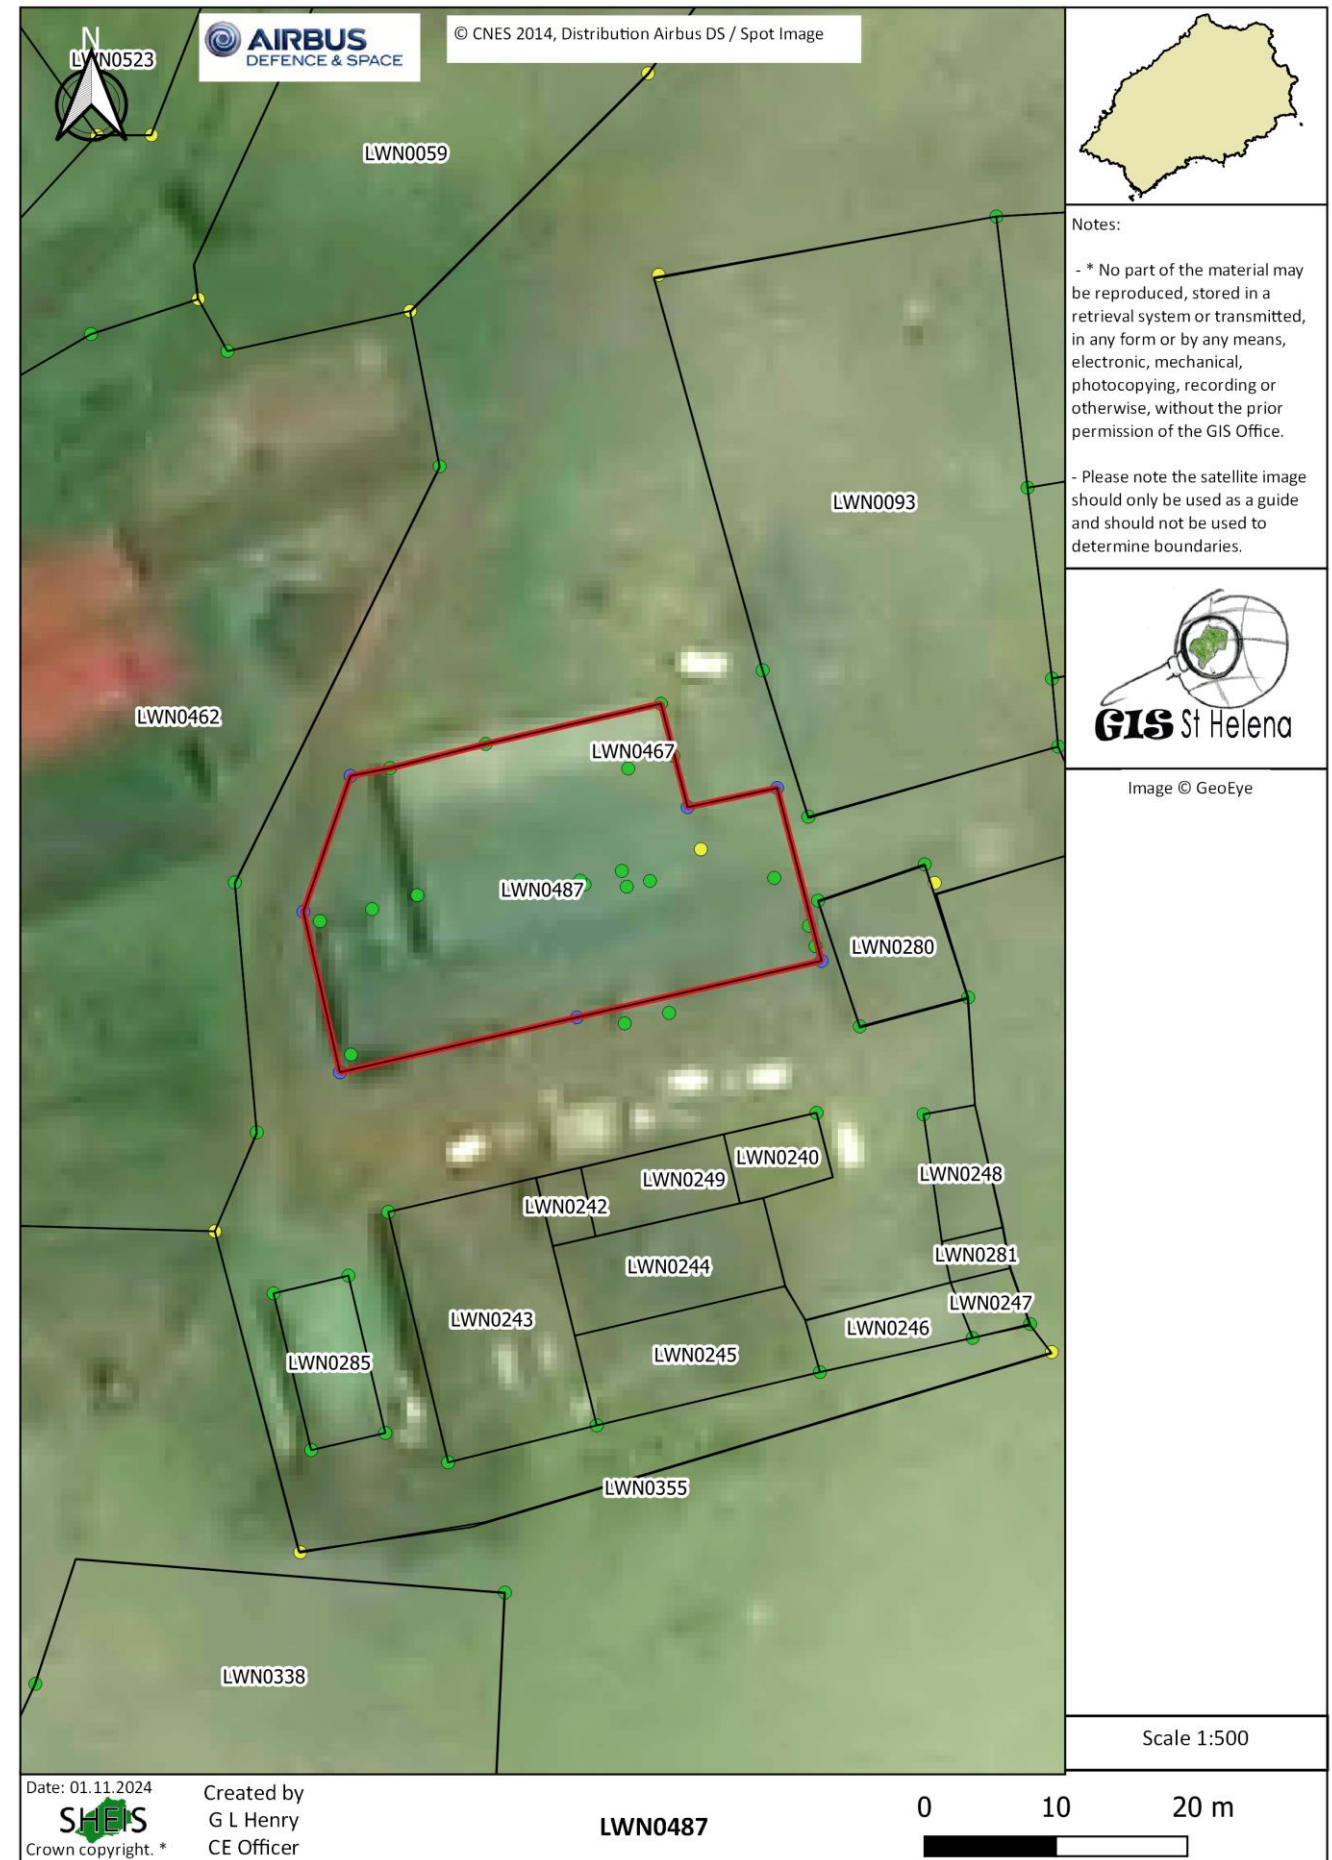 N
LWN0523
AIRBUS
DEFENCE & SPACE
© CNES 2014, Distribution Airbus DS / Spot Image
LWN0059
LWN0093
LWN0462
LWN0467
LWN0487
LWN0280
LWN0240
LWN0249
LWN0248
LWN0242
LWN0281
LWN0244
LWN0247
LWN0243
LWN0246
LWN0245
LWN0285
LWN0355
LWN0338
Notes:
- * No part of the material may
be reproduced, stored in a
retrieval system or transmitted,
in any form or by any means,
electronic, mechanical,
photocopying, recording or
otherwise, without the prior
permission of the GIS Office.
- Please note the satellite image
should only be used as a guide
and should not be used to
determine boundaries.
GIS St Helena
Image © GeoEye
Scale 1:500
Date: 01.11.2024
SHEIS
Crown copyright. *
Created by
G L Henry
CE Officer
LWN0487
0 10 20 m